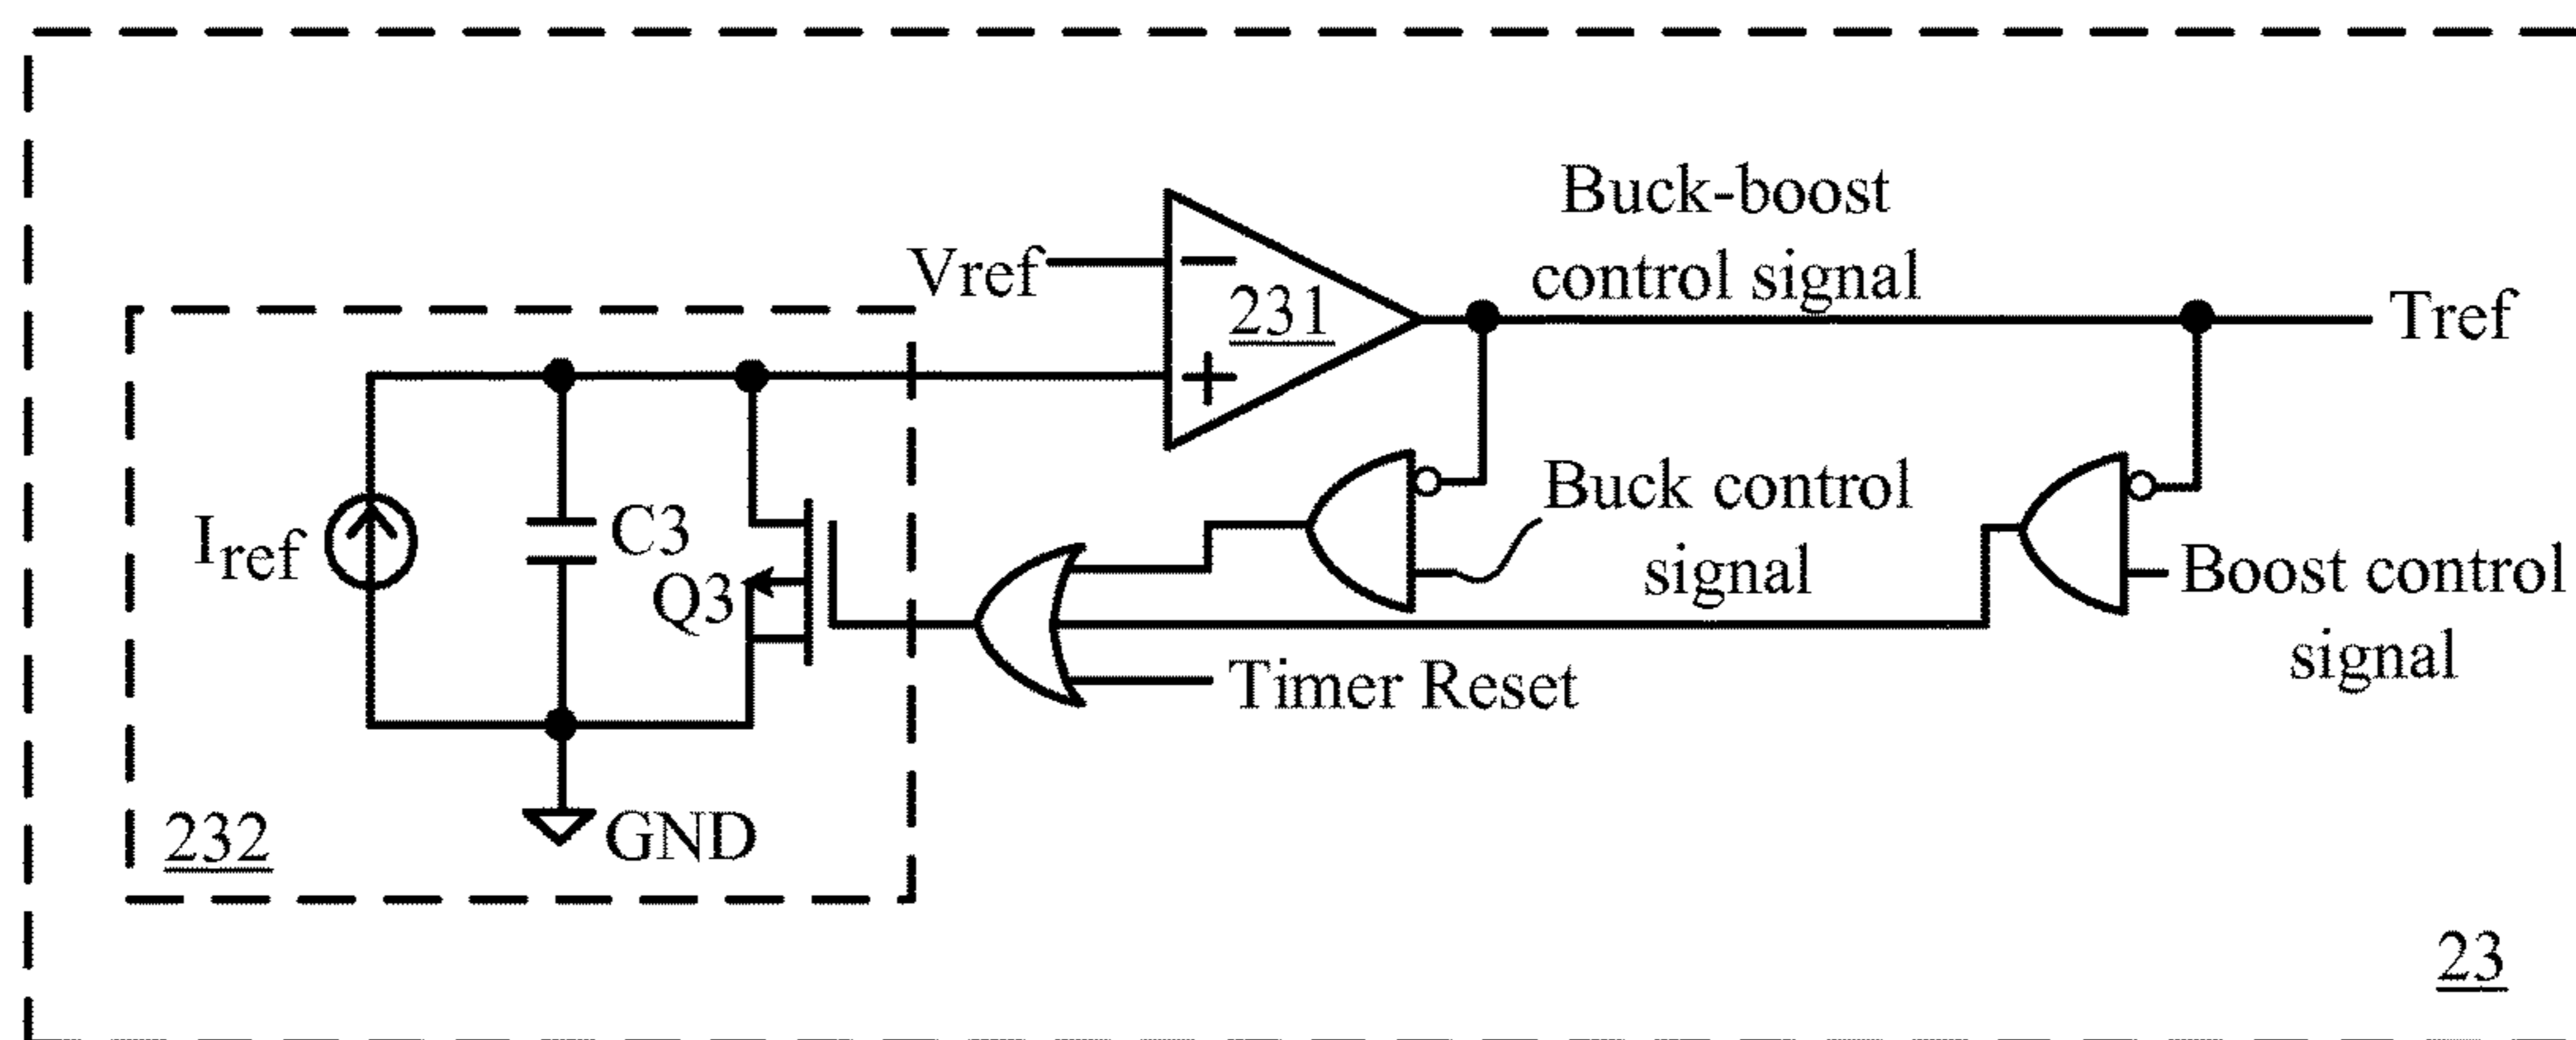 Buck-boost
control signal
Vref
231
Tref
Iref
C3
Q3
Buck control
signal
Boost control
signal
Timer Reset
GND
232
23